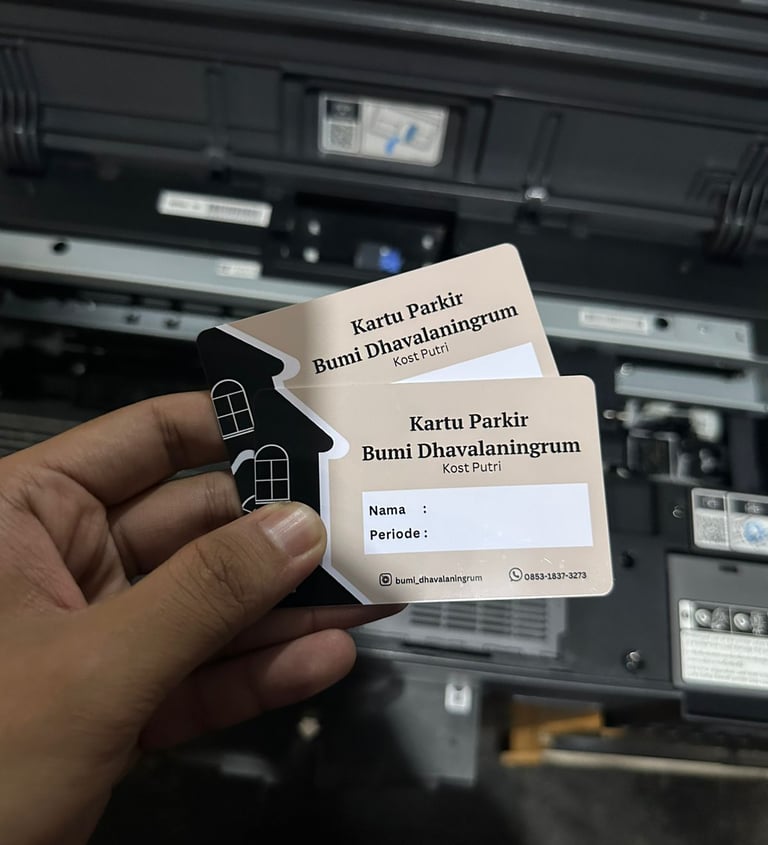 Kartu Parkir
Bumi Dhavalaningrum
Kost Putri
Kartu Parkir
Bumi Dhavalaningrum
Kost Putri
Nama :
Periode :
bumi_dhavalaningrum
0853-1837-3273